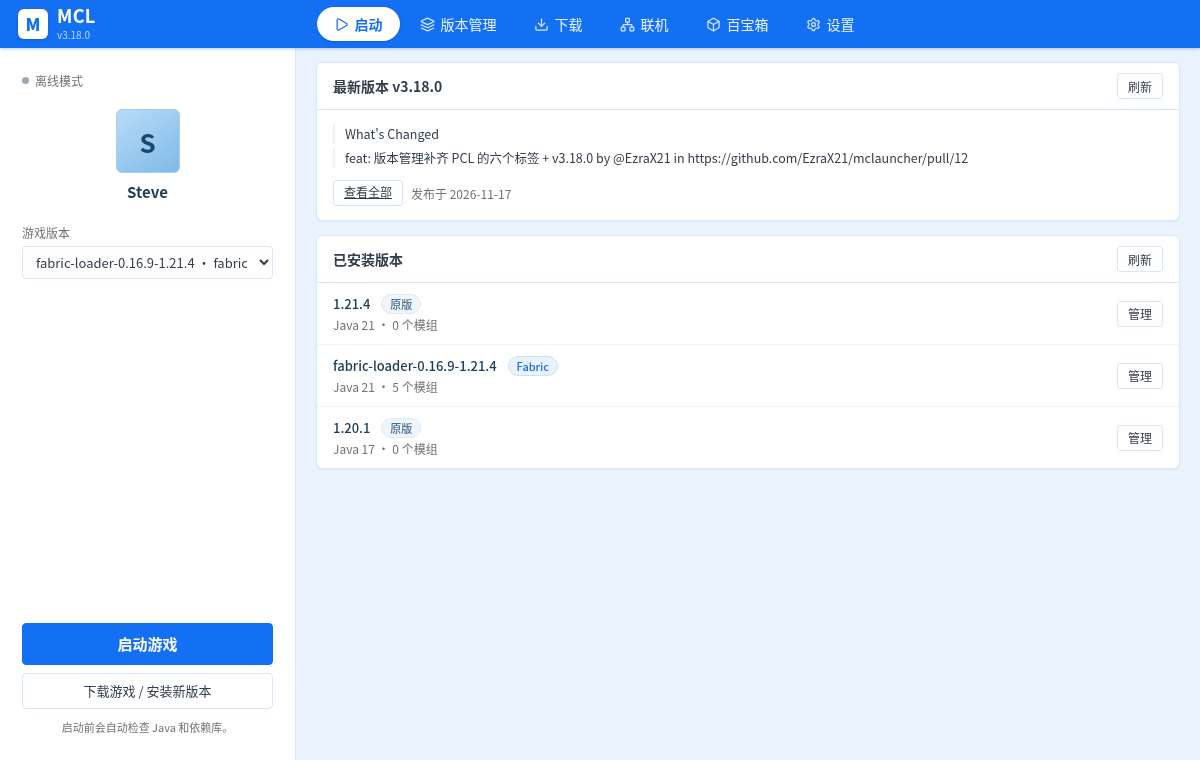 M MCL
v3.18.0
启动 版本管理 下载 联机 百宝箱 设置
离线模式
S
Steve
游戏版本
fabric-loader-0.16.9-1.21.4 · fabric
启动游戏
下载游戏 / 安装新版本
启动前会自动检查 Java 和依赖库。
最新版本 v3.18.0 刷新
What's Changed
feat: 版本管理补齐 PCL 的六个标签 + v3.18.0 by @EzraX21 in https://github.com/EzraX21/mclauncher/pull/12
查看全部 发布于 2026-11-17
已安装版本 刷新
1.21.4 原版
Java 21 · 0 个模组 管理
fabric-loader-0.16.9-1.21.4 Fabric
Java 21 · 5 个模组 管理
1.20.1 原版
Java 17 · 0 个模组 管理